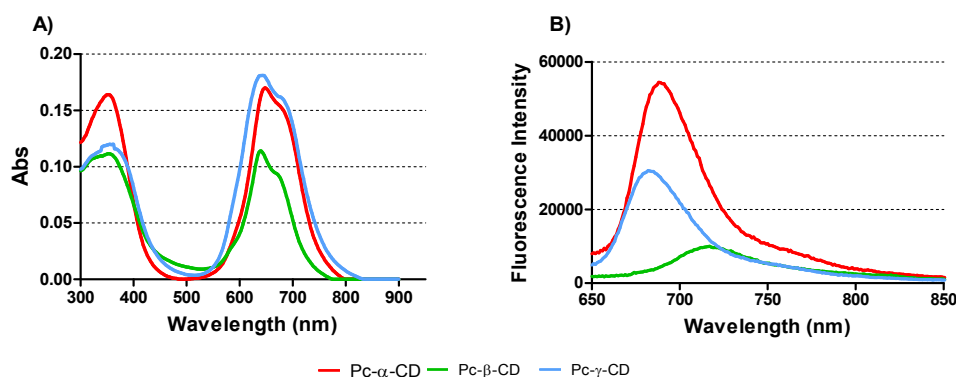 A)
0.20
0.15
0.10
0.05
0.00
Abs
300 400 500 600 700 800 900
Wavelength (nm)
B)
60000
40000
20000
0
Fluorescence Intensity
650 700 750 800 850
Wavelength (nm)
Pc-α-CD Pc-β-CD Pc-γ-CD